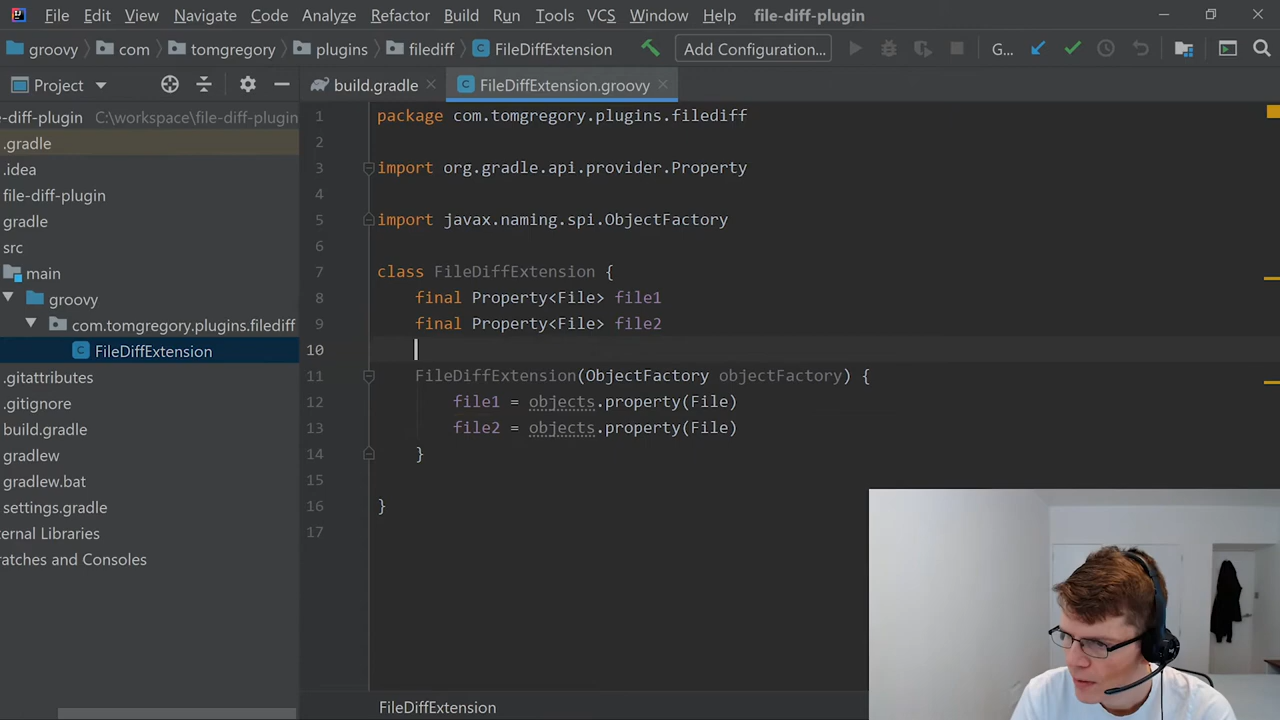 File Edit View Navigate Code Analyze Refactor Build Run Tools VCS Window Help file-diff-plugin
groovy com tomgregory plugins filediff FileDiffExtension Add Configuration... G...
Project build.gradle FileDiffExtension.groovy
e-diff-plugin C:\workspace\file-diff-plugin
.gradle
.idea
file-diff-plugin
gradle
src
main
groovy
com.tomgregory.plugins.filediff
FileDiffExtension
.gitattributes
.gitignore
build.gradle
gradlew
gradlew.bat
settings.gradle
ternal Libraries
ratches and Consoles
1 package com.tomgregory.plugins.filediff
2
3 import org.gradle.api.provider.Property
4
5 import javax.naming.spi.ObjectFactory
6
7 class FileDiffExtension {
8 final Property<File> file1
9 final Property<File> file2
10
11 FileDiffExtension(ObjectFactory objectFactory) {
12 file1 = objects.property(File)
13 file2 = objects.property(File)
14 }
15
16 }
17
FileDiffExtension